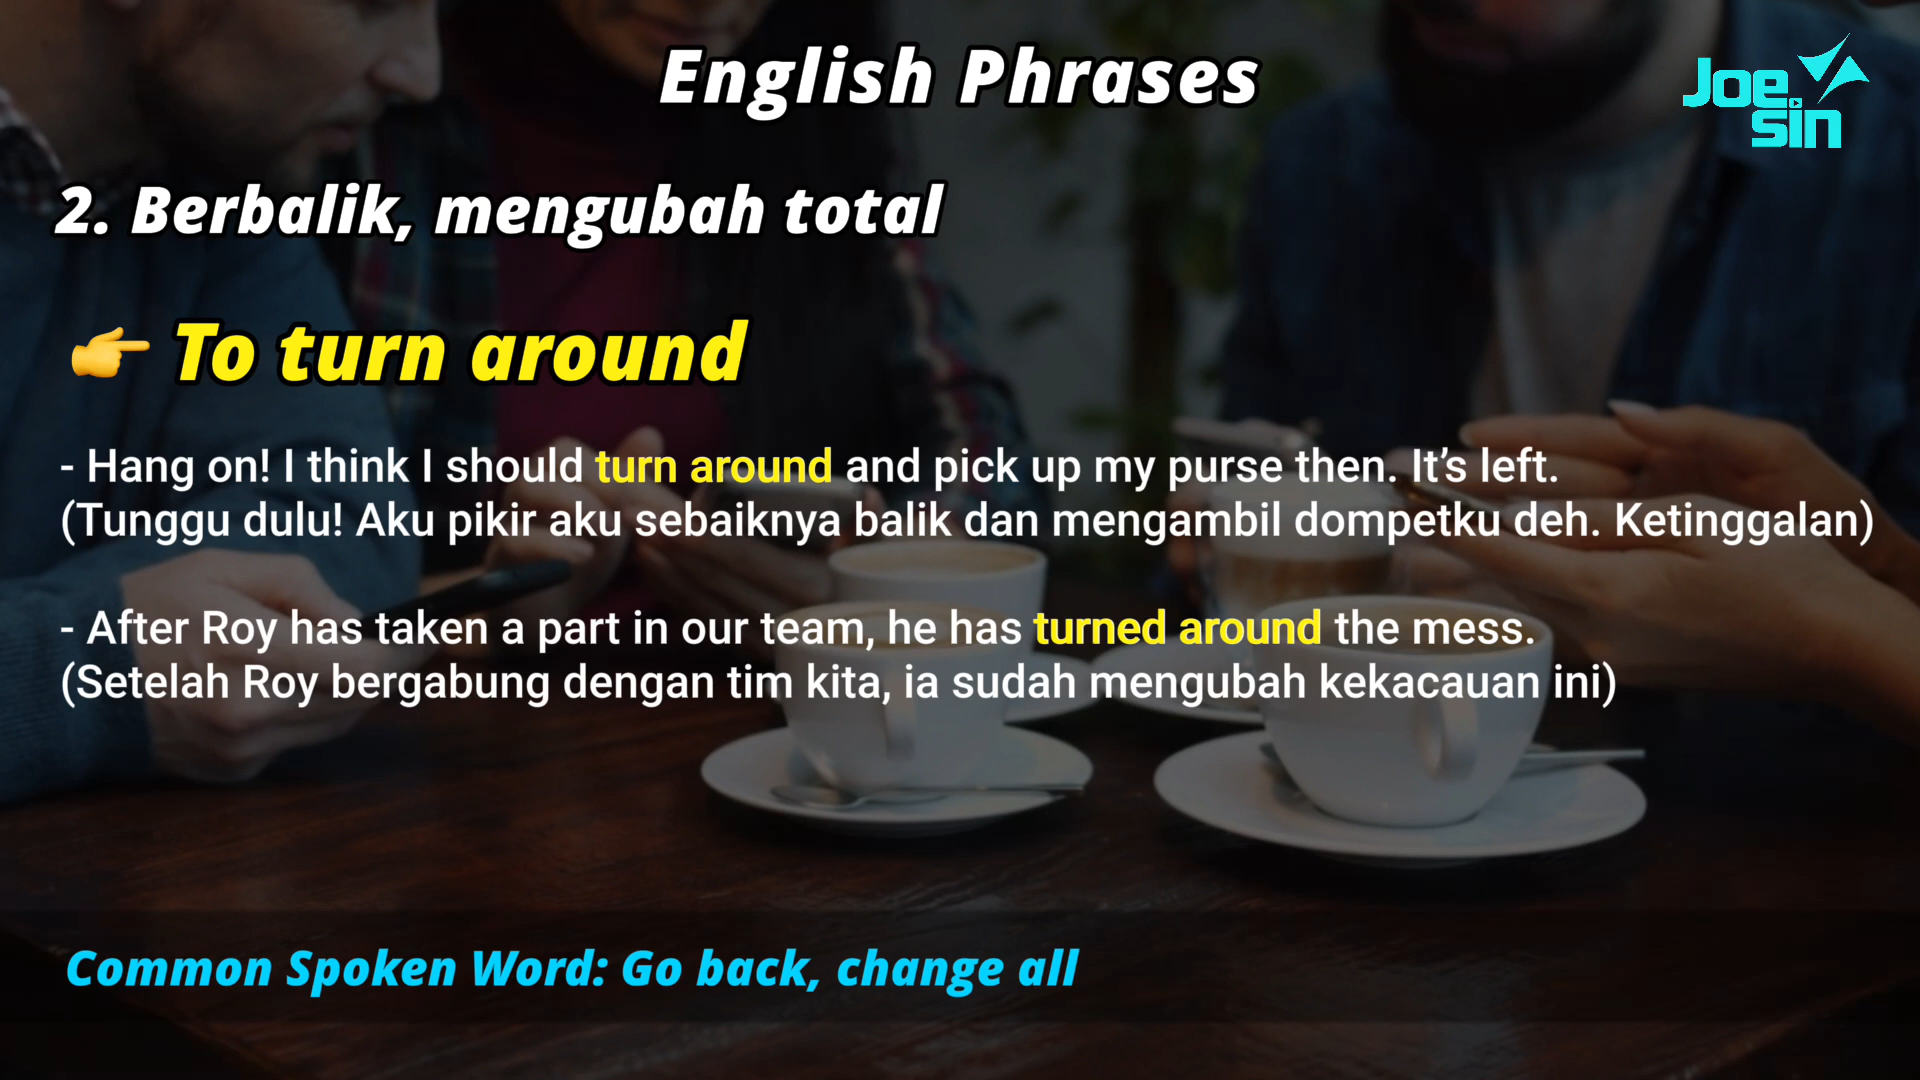 English Phrases
Joe
sin
2. Berbalik, mengubah total
👉 To turn around
- Hang on! I think I should turn around and pick up my purse then. It’s left.
(Tunggu dulu! Aku pikir aku sebaiknya balik dan mengambil dompetku deh. Ketinggalan)
- After Roy has taken a part in our team, he has turned around the mess.
(Setelah Roy bergabung dengan tim kita, ia sudah mengubah kekacauan ini)
Common Spoken Word: Go back, change all